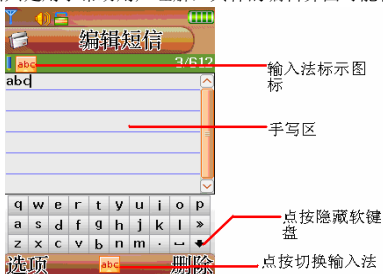 编辑短信
abc 3/612
输入法标示图标
abcd
手写区
q w e r t y u i o p
a s d f g h j k l »
z x c v b n m .
点按隐藏软键盘
选项 abc 删除
点按切换输入法